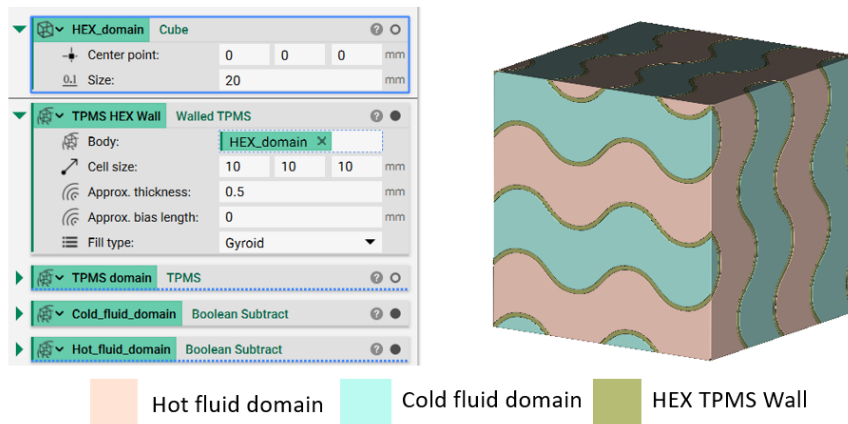 HEX_domain Cube
Center point: 0 0 0 mm
0.1 Size: 20 mm
TPMS HEX Wall Walled TPMS
Body: HEX_domain ×
Cell size: 10 10 10 mm
Approx. thickness: 0.5 mm
Approx. bias length: 0 mm
Fill type: Gyroid
TPMS domain TPMS
Cold_fluid_domain Boolean Subtract
Hot_fluid_domain Boolean Subtract
Hot fluid domain Cold fluid domain HEX TPMS Wall